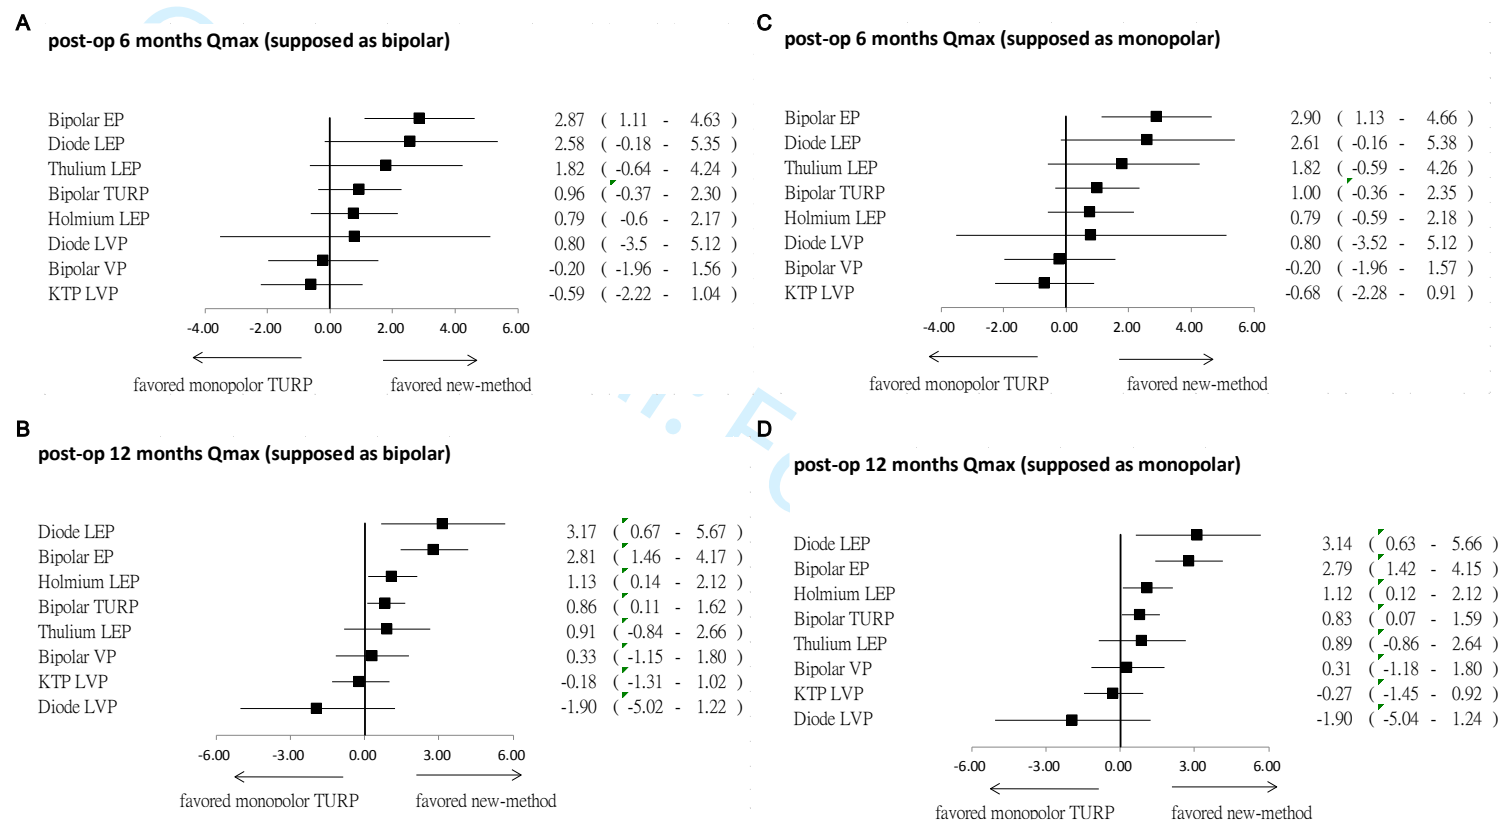 A
post-op 6 months Qmax (supposed as bipolar)
Bipolar EP 2.87 ( 1.11 - 4.63 )
Diode LEP 2.58 ( -0.18 - 5.35 )
Thulium LEP 1.82 ( -0.64 - 4.24 )
Bipolar TURP 0.96 ( -0.37 - 2.30 )
Holmium LEP 0.79 ( -0.6 - 2.17 )
Diode LVP 0.80 ( -3.5 - 5.12 )
Bipolar VP -0.20 ( -1.96 - 1.56 )
KTP LVP -0.59 ( -2.22 - 1.04 )
-4.00 -2.00 0.00 2.00 4.00 6.00
favored monopolor TURP favored new-method
C
post-op 6 months Qmax (supposed as monopolar)
Bipolar EP 2.90 ( 1.13 - 4.66 )
Diode LEP 2.61 ( -0.16 - 5.38 )
Thulium LEP 1.82 ( -0.59 - 4.26 )
Bipolar TURP 1.00 ( -0.36 - 2.35 )
Holmium LEP 0.79 ( -0.59 - 2.18 )
Diode LVP 0.80 ( -3.52 - 5.12 )
Bipolar VP -0.20 ( -1.96 - 1.57 )
KTP LVP -0.68 ( -2.28 - 0.91 )
-4.00 -2.00 0.00 2.00 4.00 6.00
favored monopolor TURP favored new-method
B
post-op 12 months Qmax (supposed as bipolar)
Diode LEP 3.17 ( 0.67 - 5.67 )
Bipolar EP 2.81 ( 1.46 - 4.17 )
Holmium LEP 1.13 ( 0.14 - 2.12 )
Bipolar TURP 0.86 ( 0.11 - 1.62 )
Thulium LEP 0.91 ( -0.84 - 2.66 )
Bipolar VP 0.33 ( -1.15 - 1.80 )
KTP LVP -0.18 ( -1.31 - 1.02 )
Diode LVP -1.90 ( -5.02 - 1.22 )
-6.00 -3.00 0.00 3.00 6.00
favored monopolor TURP favored new-method
D
post-op 12 months Qmax (supposed as monopolar)
Diode LEP 3.14 ( 0.63 - 5.66 )
Bipolar EP 2.79 ( 1.42 - 4.15 )
Holmium LEP 1.12 ( 0.12 - 2.12 )
Bipolar TURP 0.83 ( 0.07 - 1.59 )
Thulium LEP 0.89 ( -0.86 - 2.64 )
Bipolar VP 0.31 ( -1.18 - 1.80 )
KTP LVP -0.27 ( -1.45 - 0.92 )
Diode LVP -1.90 ( -5.04 - 1.24 )
-6.00 -3.00 0.00 3.00 6.00
favored monopolor TURP favored new-method